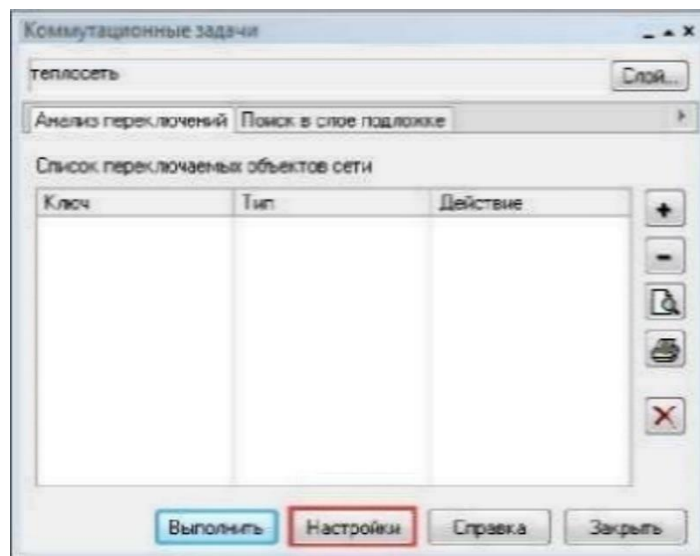 Коммутационные задачи
теплосеть
Слой...
Анализ переключений Поиск в слое подложке
Список переключаемых объектов сети
Ключ Тип Действие
Выполнить Настройки Справка Закрыть